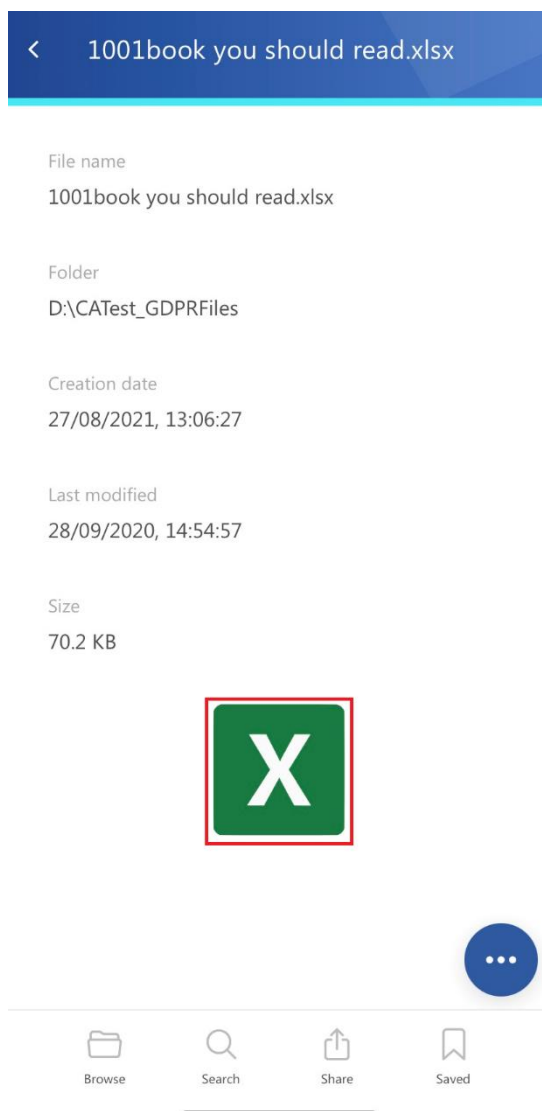 1001book you should read.xlsx
File name
1001book you should read.xlsx
Folder
D:\CATest_GDPRFiles
Creation date
27/08/2021, 13:06:27
Last modified
28/09/2020, 14:54:57
Size
70.2 KB
X
Browse Search Share Saved